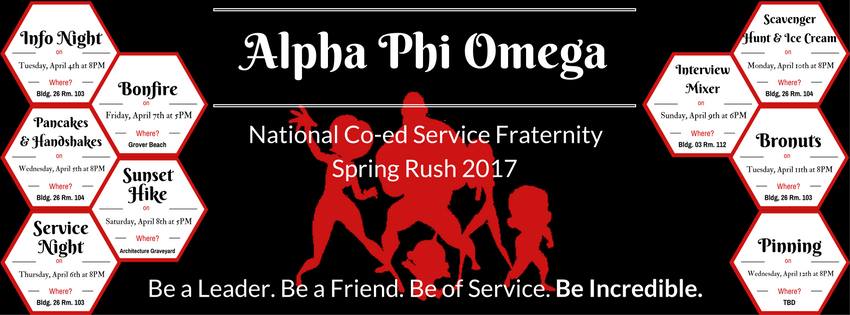 Alpha Phi Omega
National Co-ed Service Fraternity
Spring Rush 2017
Be a Leader. Be a Friend. Be of Service. Be Incredible.
Info Night
on
Tuesday, April 4th at 8PM
Where?
Bldg. 26 Rm. 103
Bonfire
on
Friday, April 7th at 5PM
Where?
Grover Beach
Pancakes
& Handshakes
on
Wednesday, April 5th at 8PM
Where?
Bldg. 26 Rm. 104
Sunset
Hike
on
Saturday, April 8th at 5PM
Where?
Architecture Graveyard
Service
Night
on
Thursday, April 6th at 8PM
Where?
Bldg. 26 Rm. 103
Scavenger
Hunt & Ice Cream
on
Monday, April 10th at 8PM
Where?
Bldg. 26 Rm. 104
Interview
Mixer
on
Sunday, April 9th at 6PM
Where?
Bldg. 03 Rm. 112
Bronuts
on
Tuesday, April 11th at 8PM
Where?
Bldg, 26 Rm. 103
Pinning
on
Wednesday, April 12th at 8PM
Where?
TBD